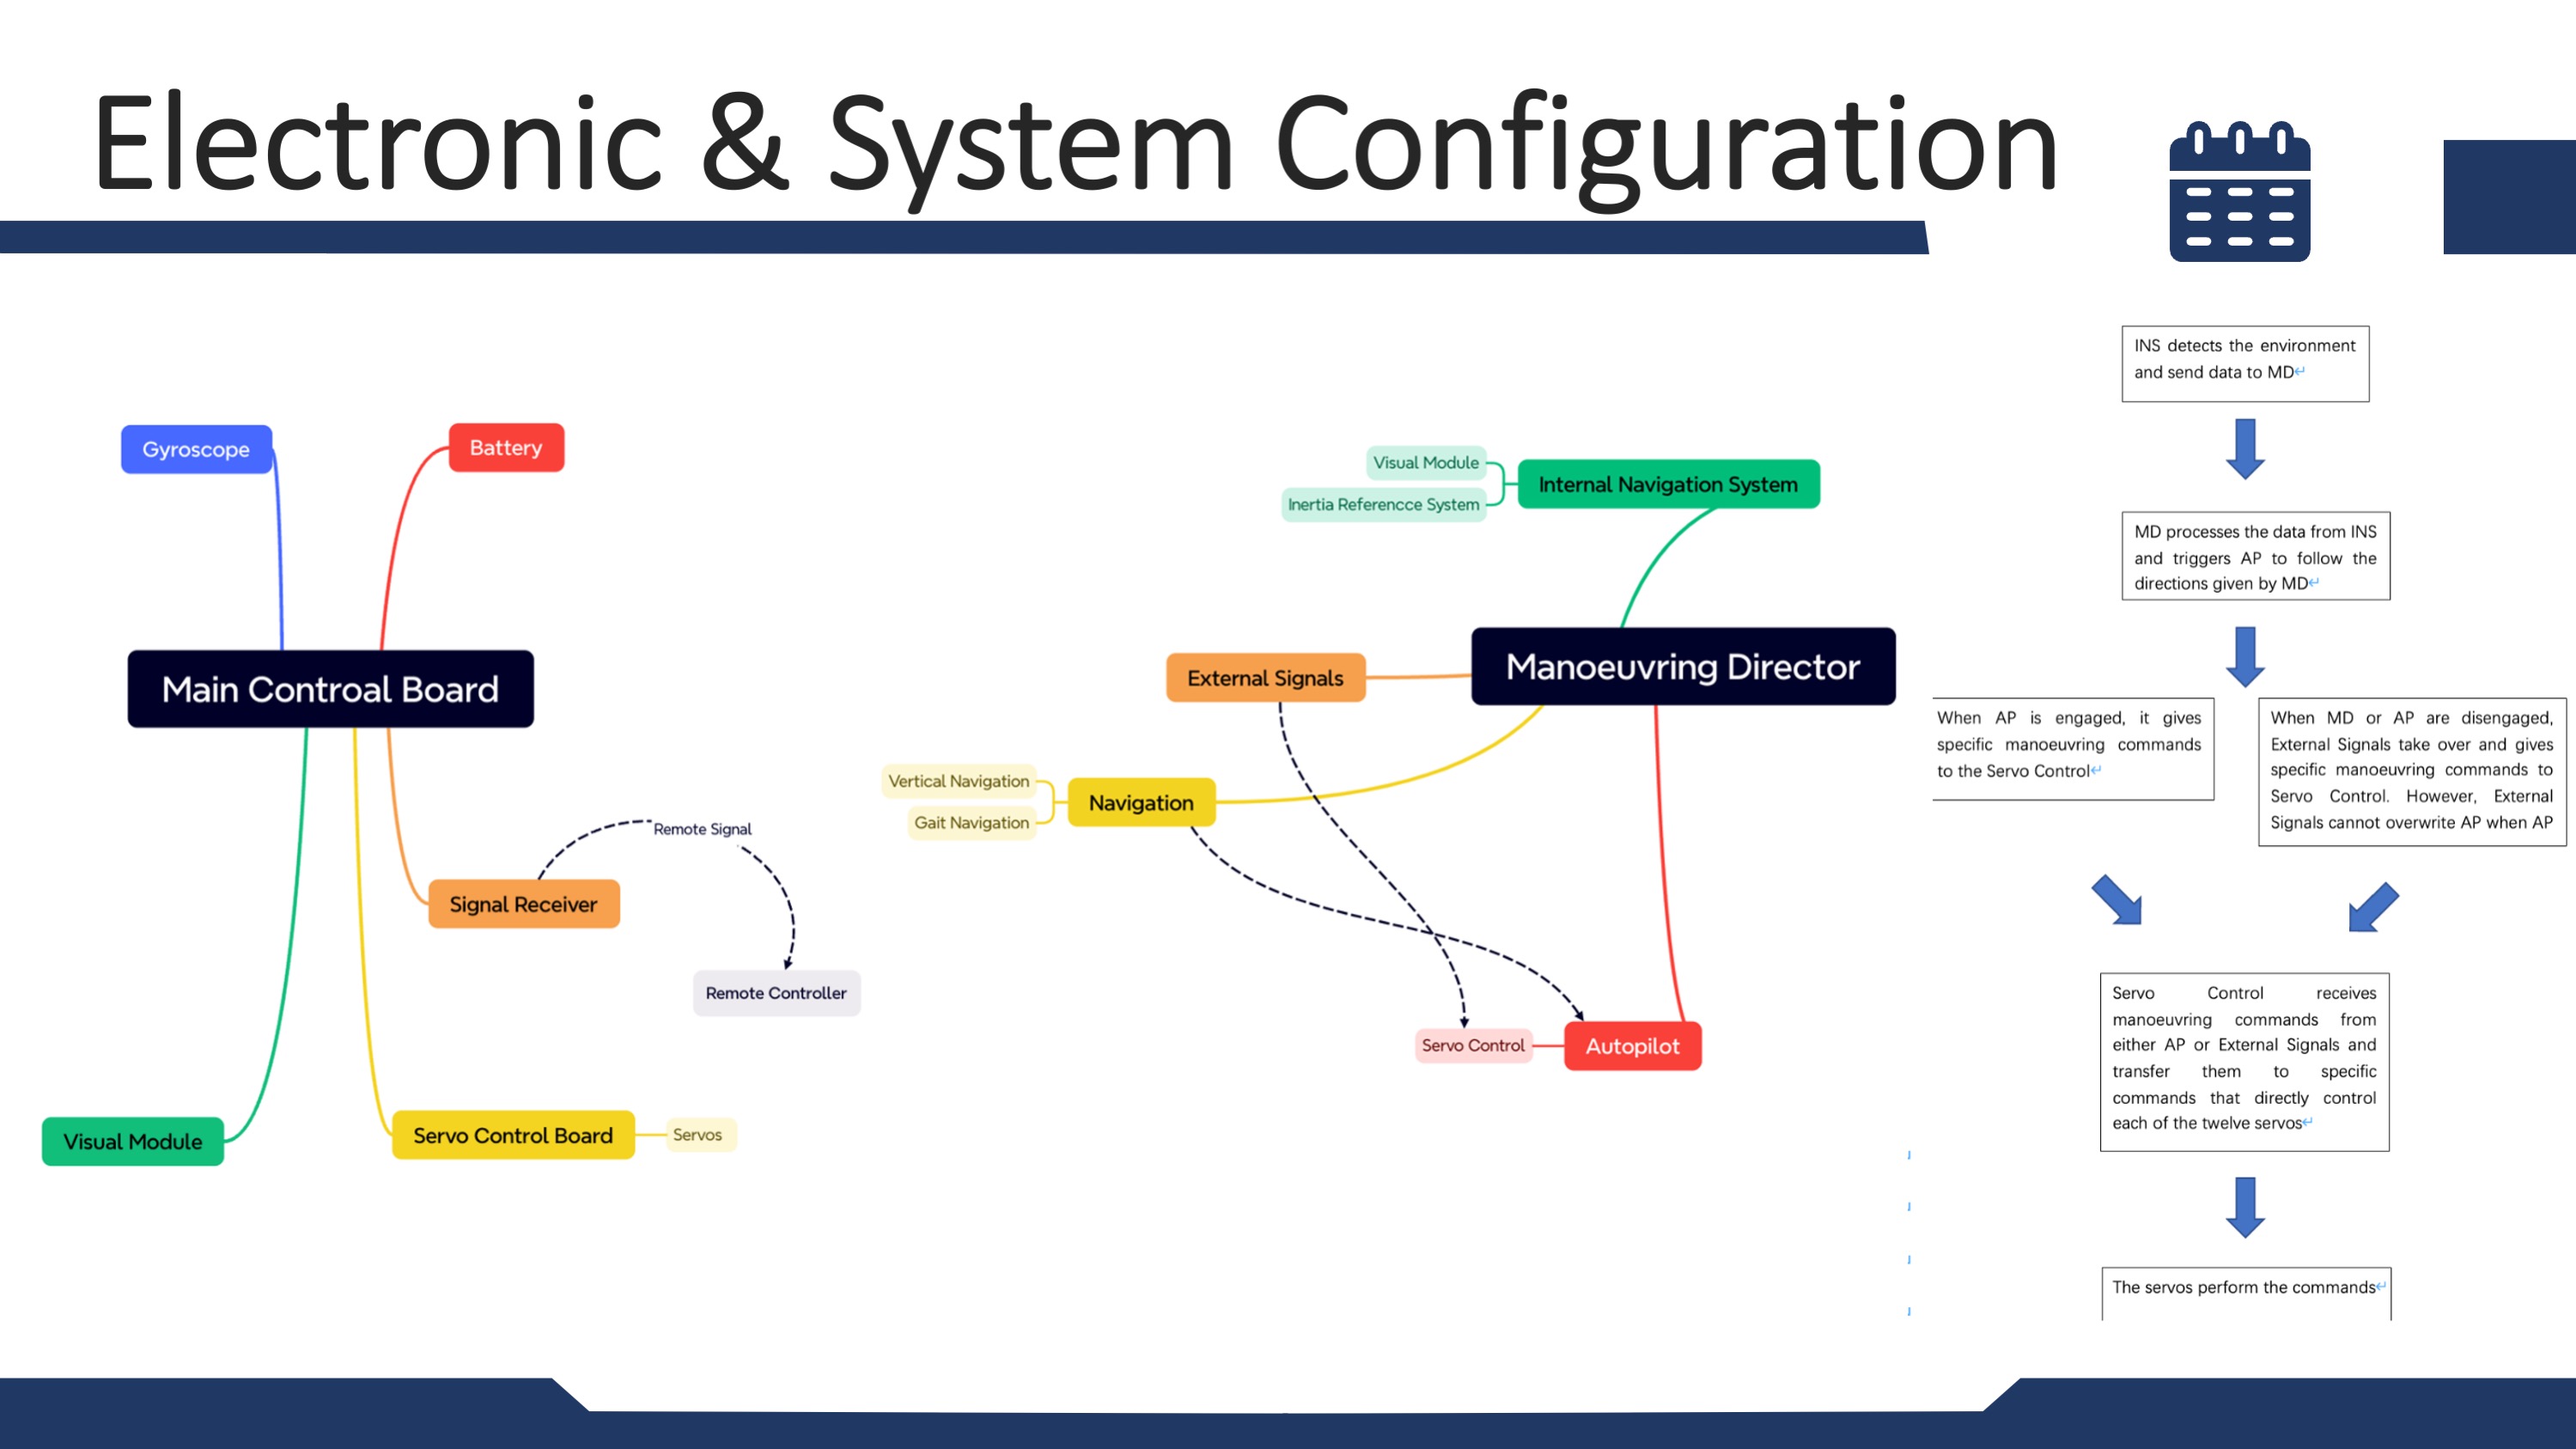 Electronic & System Configuration
Gyroscope
Battery
Main Controal Board
Remote Signal
Signal Receiver
Remote Controller
Visual Module
Servo Control Board
Servos
Visual Module
Inertia Referencce System
Internal Navigation System
External Signals
Manoeuvring Director
Vertical Navigation
Gait Navigation
Navigation
Servo Control
Autopilot
INS detects the environment
and send data to MD↵
MD processes the data from INS
and triggers AP to follow the
directions given by MD↵
When AP is engaged, it gives
specific manoeuvring commands
to the Servo Control↵
When MD or AP are disengaged,
External Signals take over and gives
specific manoeuvring commands to
Servo Control. However, External
Signals cannot overwrite AP when AP
Servo Control receives
manoeuvring commands from
either AP or External Signals and
transfer them to specific
commands that directly control
each of the twelve servos↵
The servos perform the commands↵